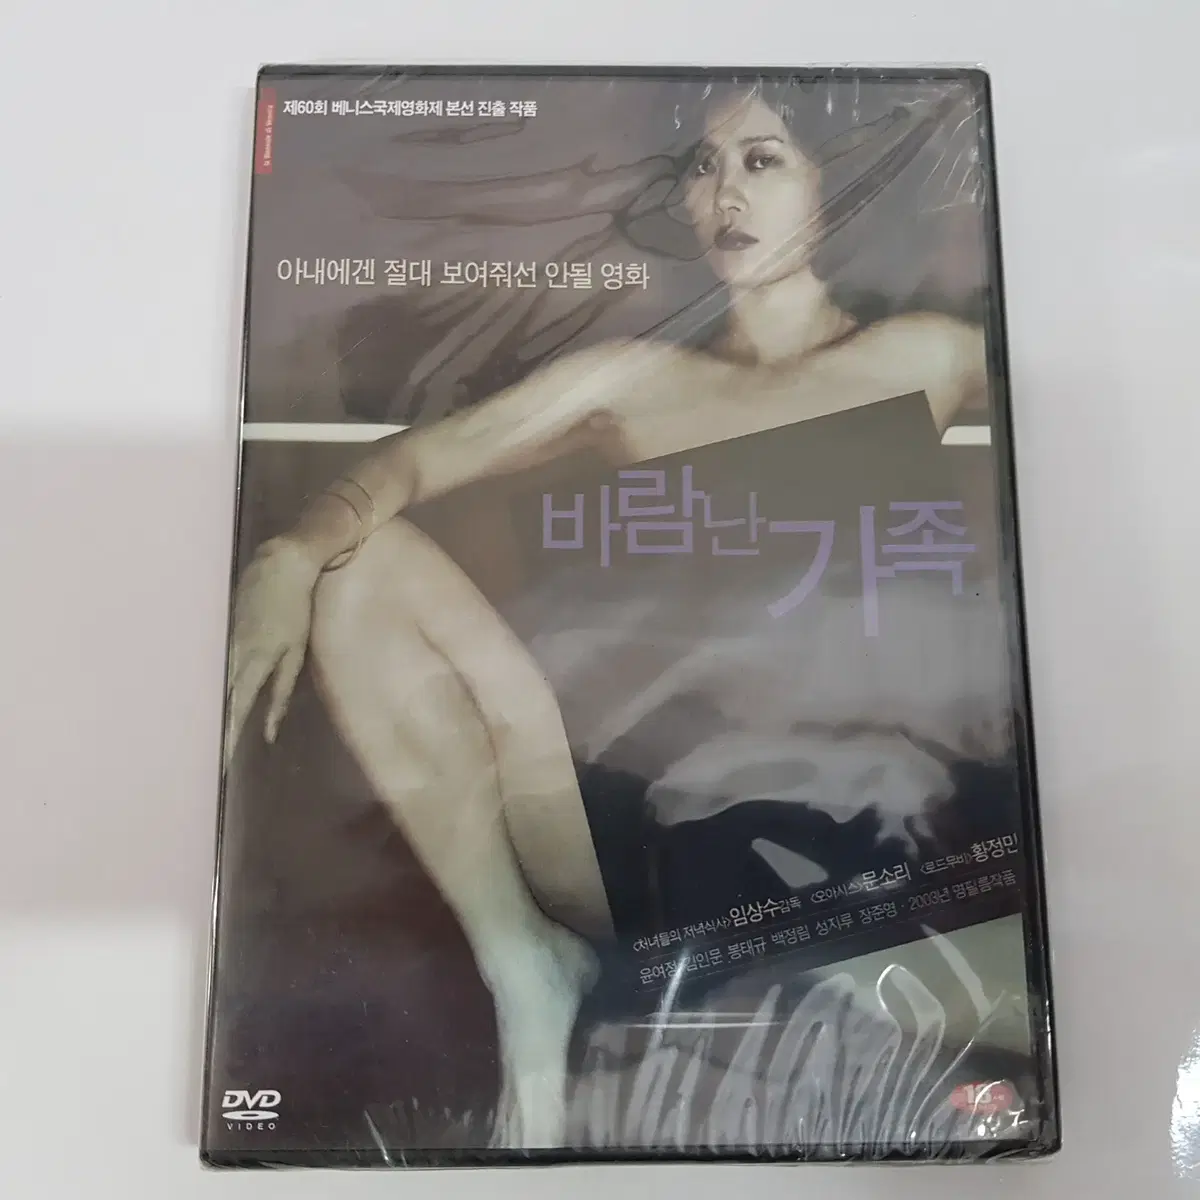 제60회 베니스국제영화제 본선 진출 작품
아내에겐 절대 보여줘선 안될 영화
바람난 가족
<처녀들의 저녁식사>임상수감독 <오아시스>문소리 <로드무비>황정민
윤여정 김인문 봉태규 백정림 성지루 장준영 · 2003년 명필름작품
DVD
VIDEO
18